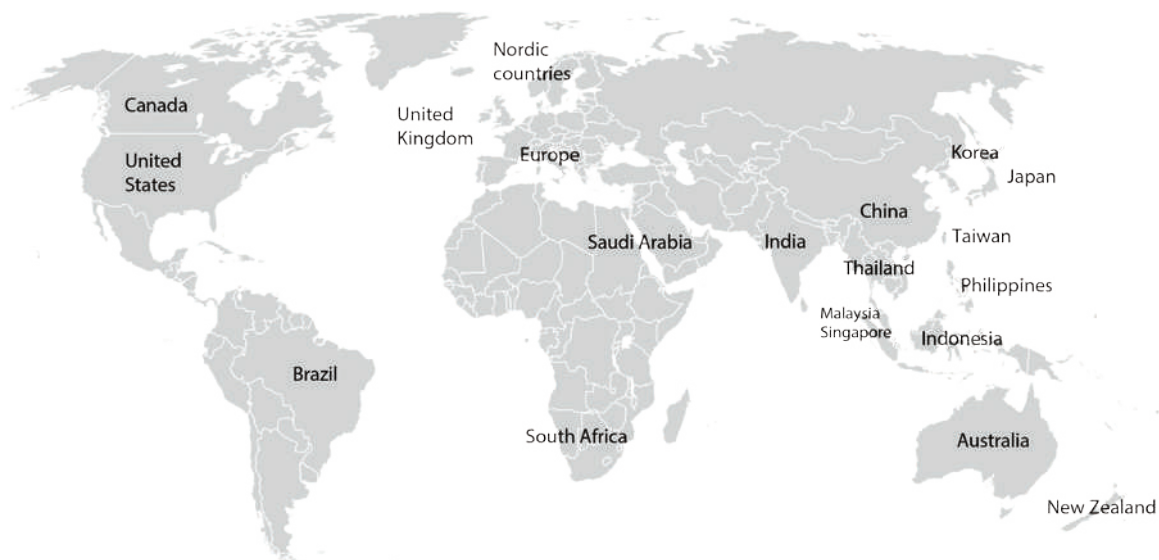 Nordic
countries
Canada
United
Kingdom
United
States
Europe
Korea
Japan
China
Taiwan
Saudi Arabia
India
Thailand
Philippines
Malaysia
Singapore
Indonesia
Brazil
South Africa
Australia
New Zealand